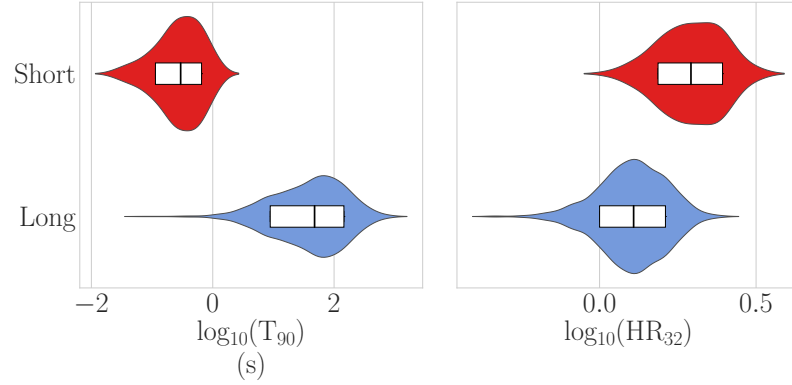 Short
Long
−2 0 2
log₁₀(T₉₀)
(s)
0.0 0.5
log₁₀(HR₃₂)